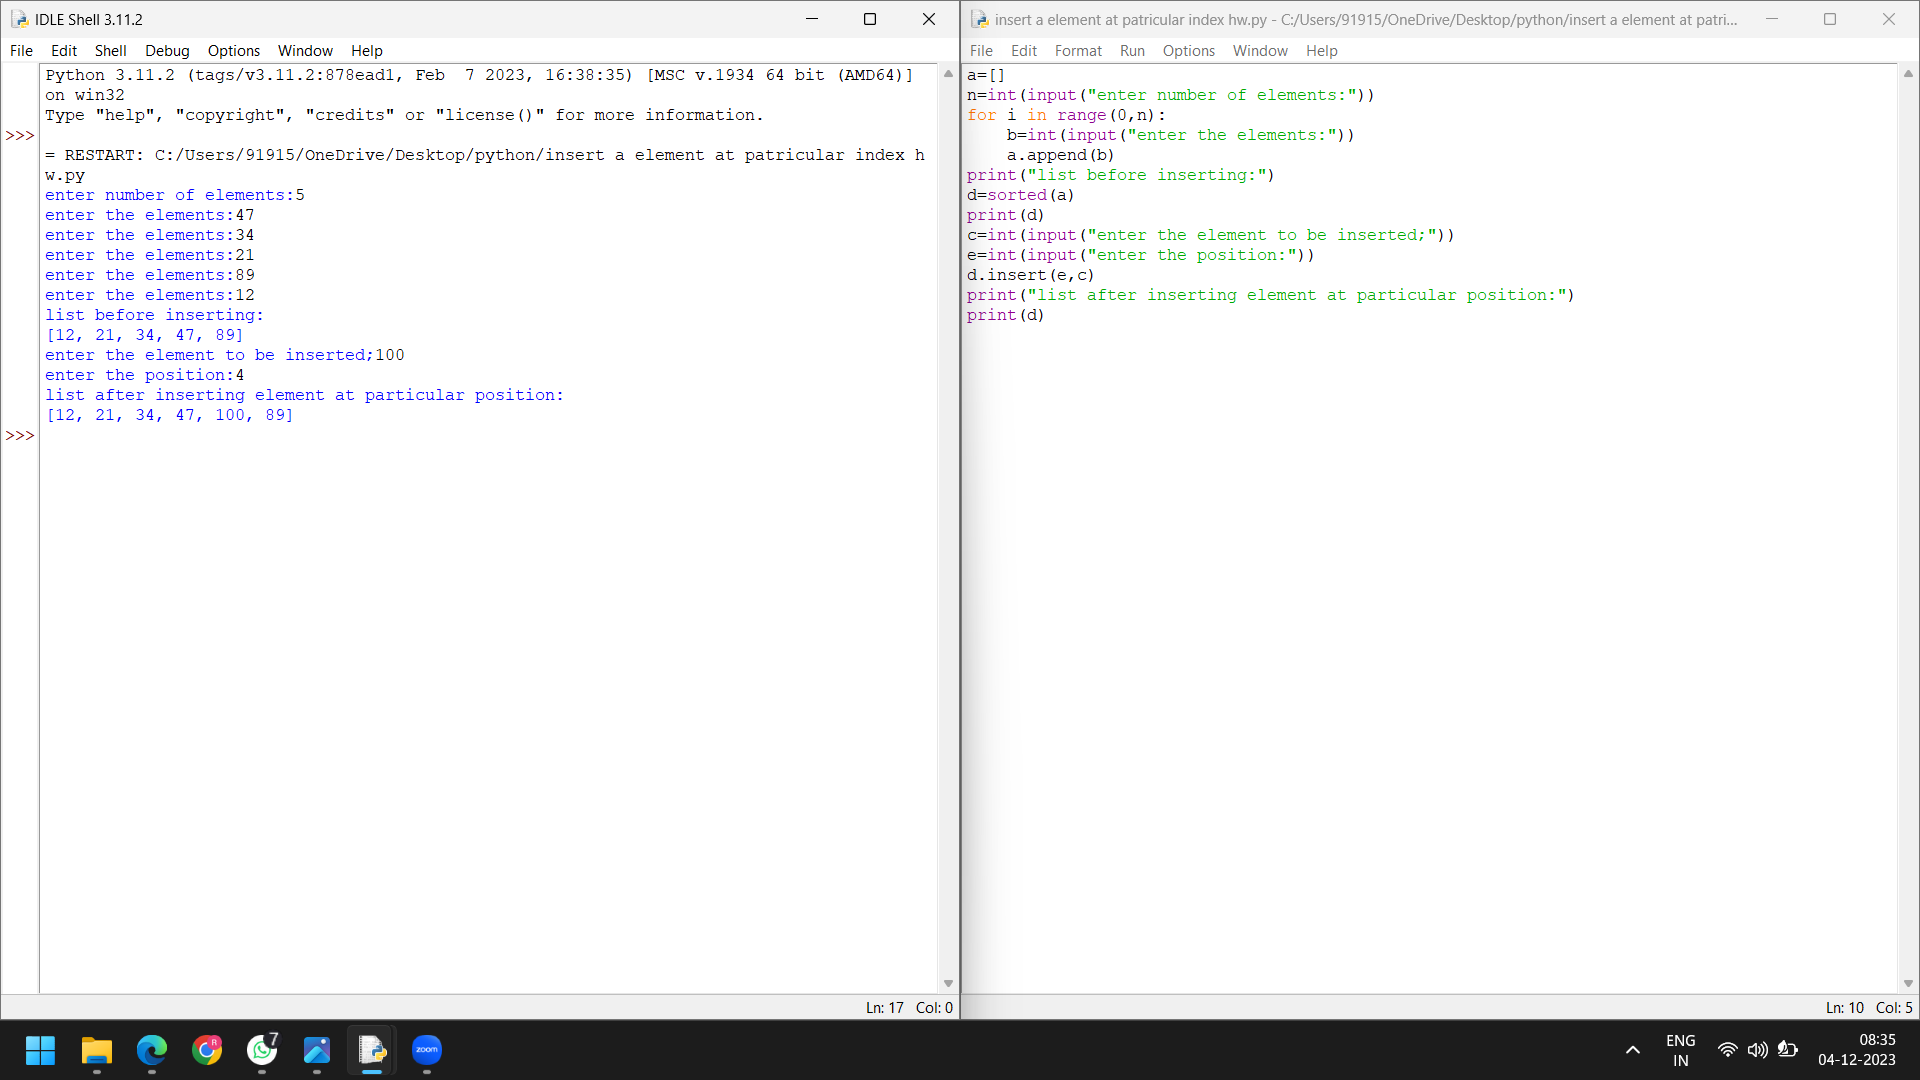 IDLE Shell 3.11.2
File Edit Shell Debug Options Window Help
Python 3.11.2 (tags/v3.11.2:878ead1, Feb  7 2023, 16:38:35) [MSC v.1934 64 bit (AMD64)]
on win32
Type "help", "copyright", "credits" or "license()" for more information.
>>>
= RESTART: C:/Users/91915/OneDrive/Desktop/python/insert a element at patricular index h
w.py
enter number of elements:5
enter the elements:47
enter the elements:34
enter the elements:21
enter the elements:89
enter the elements:12
list before inserting:
[12, 21, 34, 47, 89]
enter the element to be inserted;100
enter the position:4
list after inserting element at particular position:
[12, 21, 34, 47, 100, 89]
>>>
Ln: 17 Col: 0
insert a element at patricular index hw.py - C:/Users/91915/OneDrive/Desktop/python/insert a element at patri...
File Edit Format Run Options Window Help
a=[]
n=int(input("enter number of elements:"))
for i in range(0,n):
    b=int(input("enter the elements:"))
    a.append(b)
print("list before inserting:")
d=sorted(a)
print(d)
c=int(input("enter the element to be inserted;"))
e=int(input("enter the position:"))
d.insert(e,c)
print("list after inserting element at particular position:")
print(d)
Ln: 10 Col: 5
R
7
zoom
ENG
IN
08:35
04-12-2023